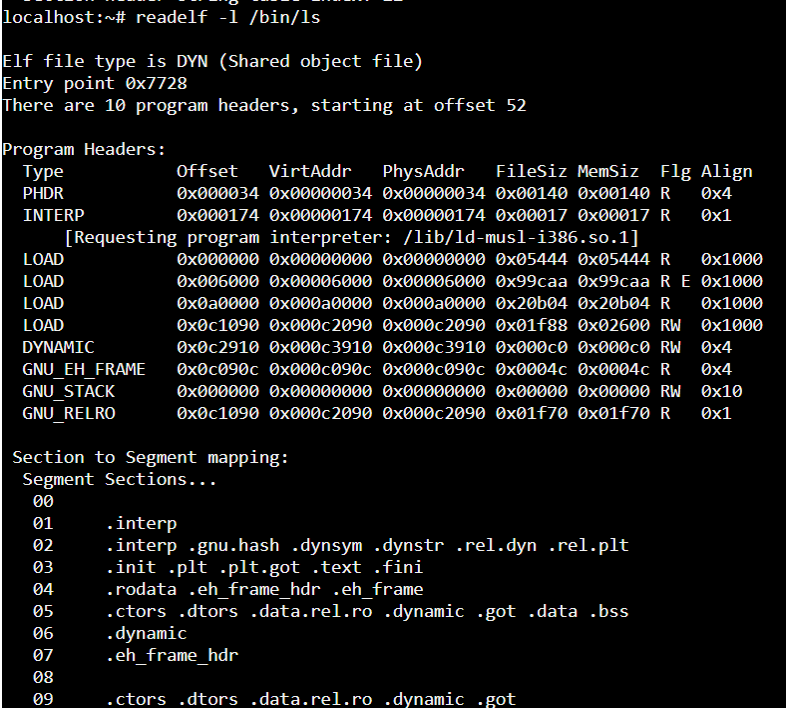 localhost:~# readelf -l /bin/ls
Elf file type is DYN (Shared object file)
Entry point 0x7728
There are 10 program headers, starting at offset 52
Program Headers:
  Type           Offset   VirtAddr   PhysAddr   FileSiz MemSiz  Flg Align
  PHDR           0x000034 0x00000034 0x00000034 0x00140 0x00140 R   0x4
  INTERP         0x000174 0x00000174 0x00000174 0x00017 0x00017 R   0x1
      [Requesting program interpreter: /lib/ld-musl-i386.so.1]
  LOAD           0x000000 0x00000000 0x00000000 0x05444 0x05444 R   0x1000
  LOAD           0x006000 0x00006000 0x00006000 0x99caa 0x99caa R E 0x1000
  LOAD           0x0a0000 0x000a0000 0x000a0000 0x20b04 0x20b04 R   0x1000
  LOAD           0x0c1090 0x000c2090 0x000c2090 0x01f88 0x02600 RW  0x1000
  DYNAMIC        0x0c2910 0x000c3910 0x000c3910 0x000c0 0x000c0 RW  0x4
  GNU_EH_FRAME   0x0c090c 0x000c090c 0x000c090c 0x0004c 0x0004c R   0x4
  GNU_STACK      0x000000 0x00000000 0x00000000 0x00000 0x00000 RW  0x10
  GNU_RELRO      0x0c1090 0x000c2090 0x000c2090 0x01f70 0x01f70 R   0x1
 Section to Segment mapping:
  Segment Sections...
   00
   01     .interp
   02     .interp .gnu.hash .dynsym .dynstr .rel.dyn .rel.plt
   03     .init .plt .plt.got .text .fini
   04     .rodata .eh_frame_hdr .eh_frame
   05     .ctors .dtors .data.rel.ro .dynamic .got .data .bss
   06     .dynamic
   07     .eh_frame_hdr
   08
   09     .ctors .dtors .data.rel.ro .dynamic .got